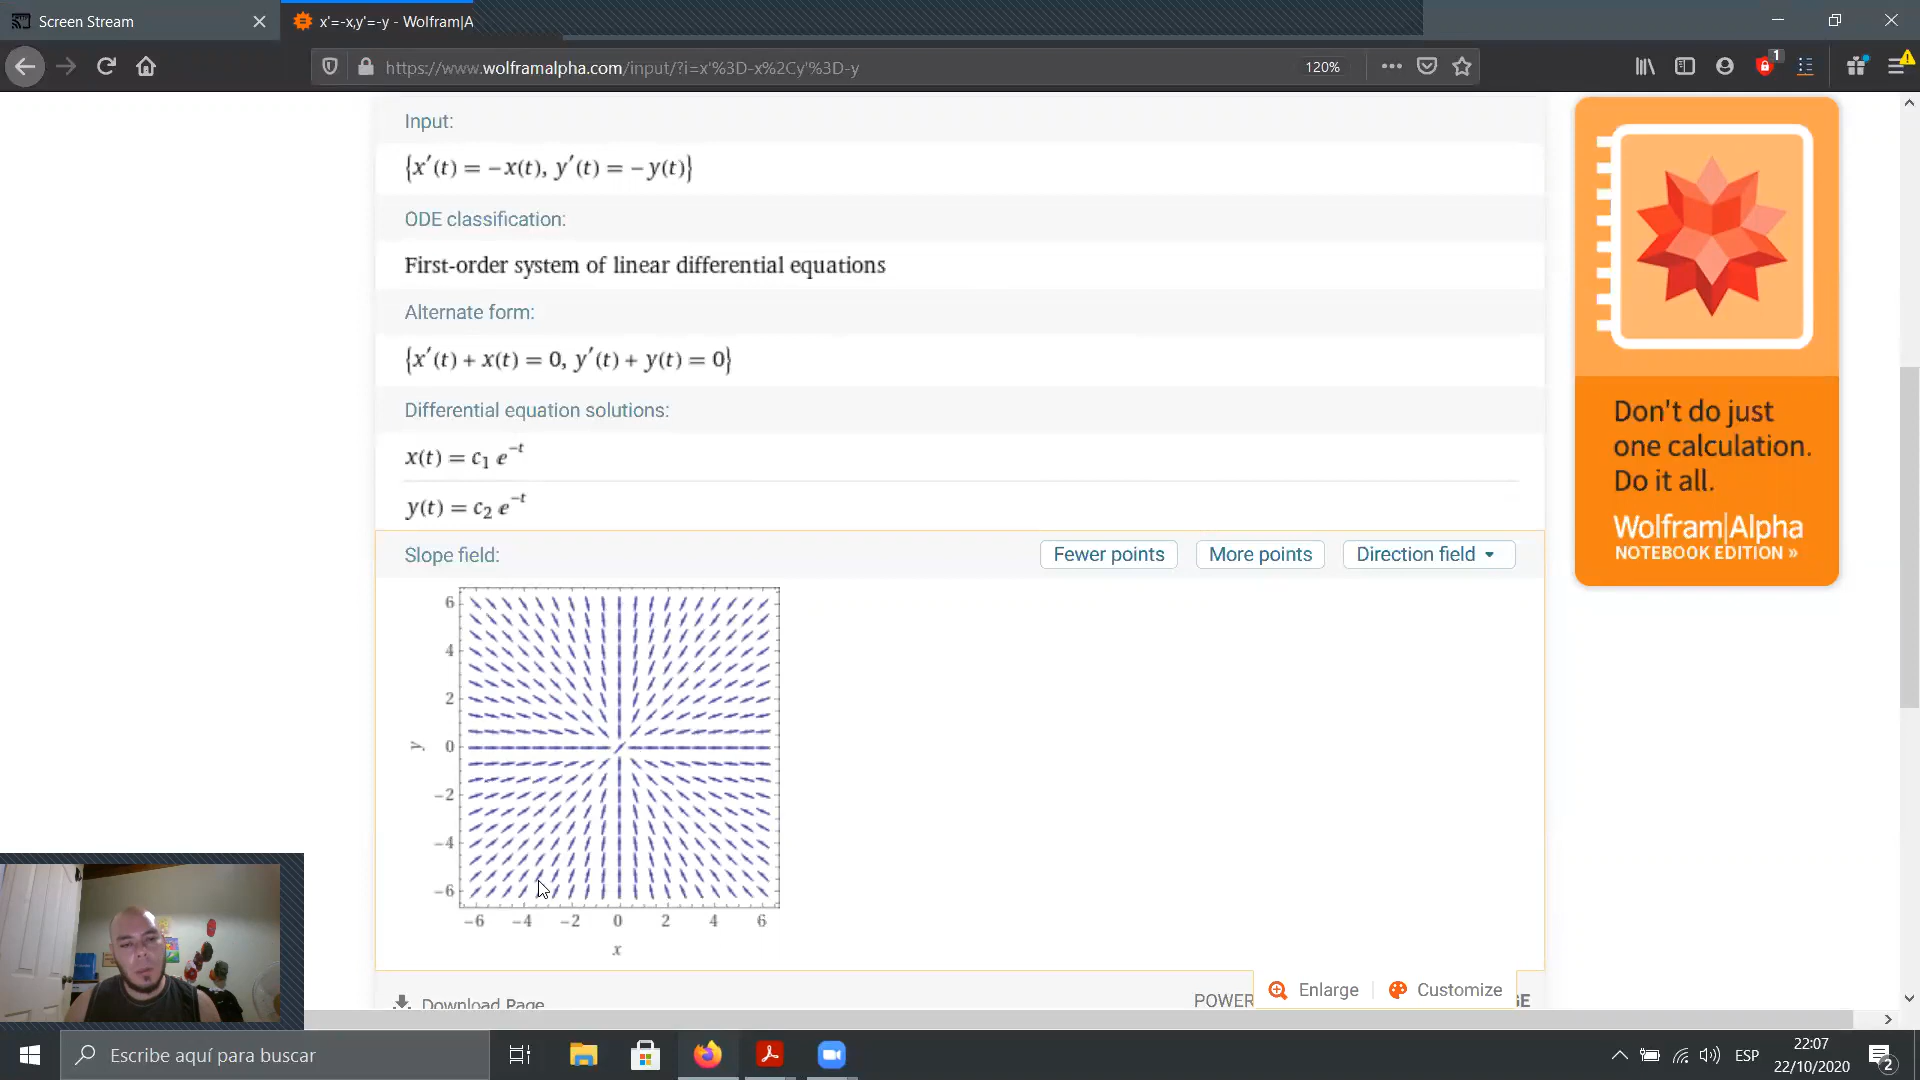 Screen Stream
x'=-x,y'=-y - Wolfram|A
https://www.wolframalpha.com/input/?i=x'%3D-x%2Cy'%3D-y
120%
1
Input:
{x′(t) = −x(t), y′(t) = −y(t)}
ODE classification:
First-order system of linear differential equations
Alternate form:
{x′(t) + x(t) = 0, y′(t) + y(t) = 0}
Differential equation solutions:
x(t) = c₁ e^−t
y(t) = c₂ e^−t
Slope field:
Fewer points
More points
Direction field
6
4
2
0
−2
−4
−6
y
−6 −4 −2 0 2 4 6
x
Enlarge
Customize
Download Page
POWER
GE
Don't do just
one calculation.
Do it all.
Wolfram|Alpha
NOTEBOOK EDITION »
Escribe aquí para buscar
ESP
22:07
22/10/2020
2